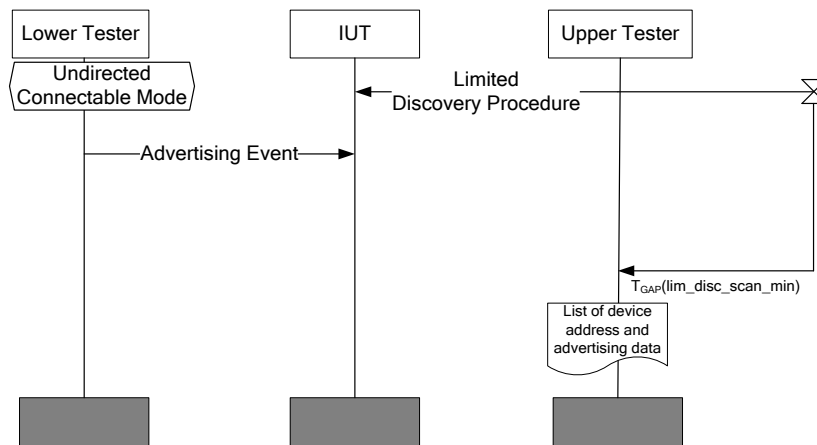 Lower Tester
IUT
Upper Tester
Undirected
Connectable Mode
Limited
Discovery Procedure
Advertising Event
TGAP(lim_disc_scan_min)
List of device
address and
advertising data